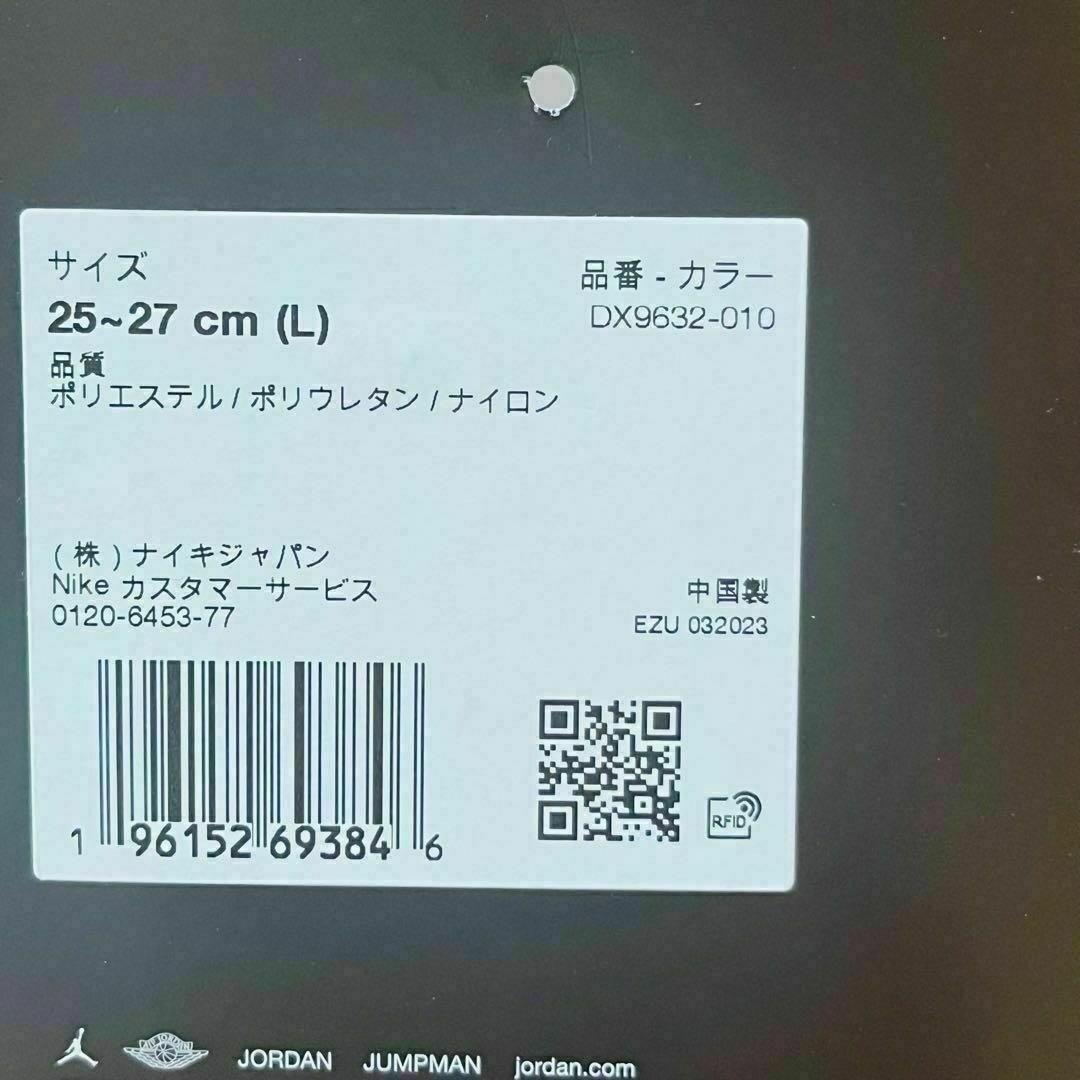 サイズ
25~27 cm (L)
品番 - カラー
DX9632-010
品質
ポリエステル / ポリウレタン / ナイロン
( 株 ) ナイキジャパン
Nike カスタマーサービス
0120-6453-77
中国製
EZU 032023
RFID
1 96152 69384 6
AIR JORDAN
JORDAN JUMPMAN jordan.com